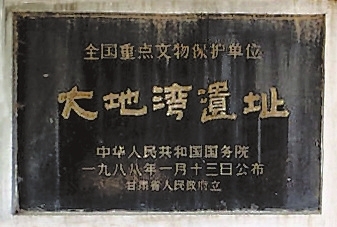 全国重点文物保护单位
大地湾遗址
中华人民共和国国务院
一九八八年一月十三日公布
甘肃省人民政府立